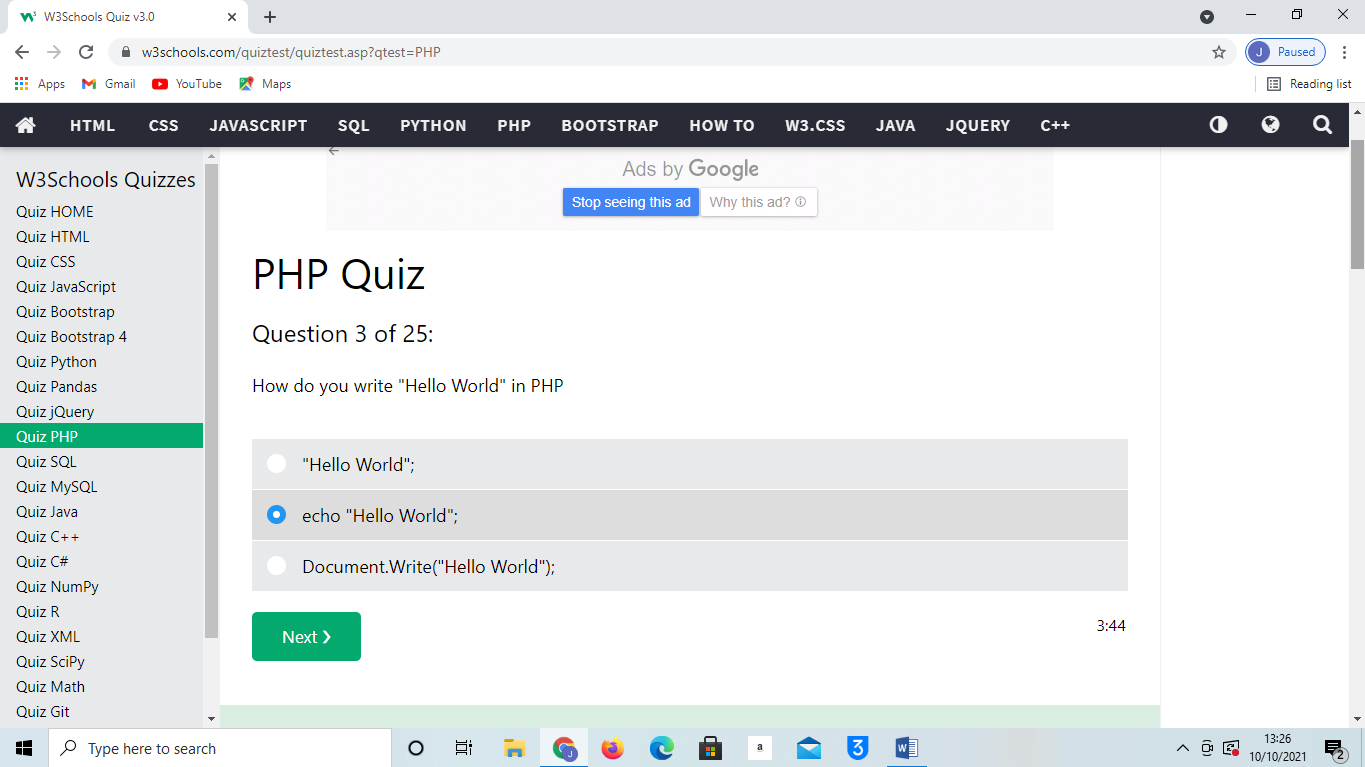 W3Schools Quiz v3.0
w3schools.com/quiztest/quiztest.asp?qtest=PHP
J Paused
Apps Gmail YouTube Maps Reading list
HTML CSS JAVASCRIPT SQL PYTHON PHP BOOTSTRAP HOW TO W3.CSS JAVA JQUERY C++
W3Schools Quizzes
Quiz HOME
Quiz HTML
Quiz CSS
Quiz JavaScript
Quiz Bootstrap
Quiz Bootstrap 4
Quiz Python
Quiz Pandas
Quiz jQuery
Quiz PHP
Quiz SQL
Quiz MySQL
Quiz Java
Quiz C++
Quiz C#
Quiz NumPy
Quiz R
Quiz XML
Quiz SciPy
Quiz Math
Quiz Git
Ads by Google
Stop seeing this ad Why this ad?
PHP Quiz
Question 3 of 25:
How do you write "Hello World" in PHP
"Hello World";
echo "Hello World";
Document.Write("Hello World");
Next ❯
3:44
Type here to search
13:26
10/10/2021
2